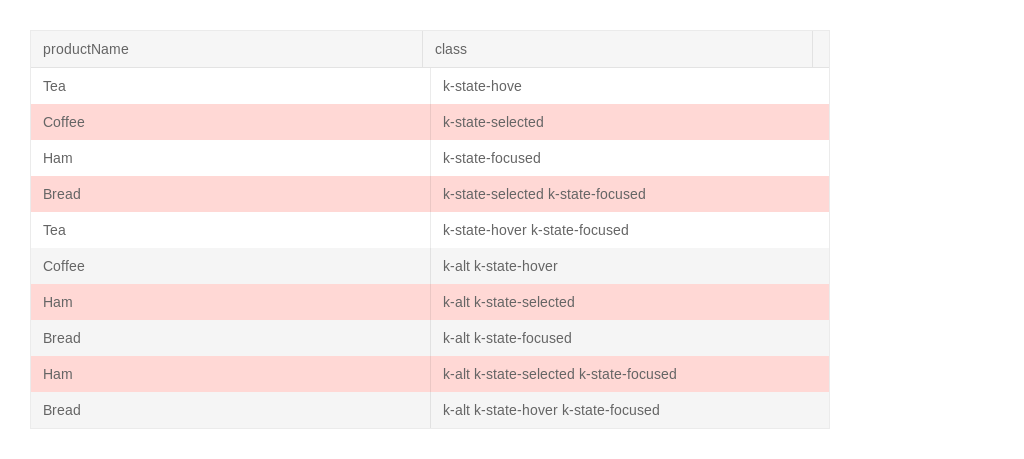 productName class
Tea k-state-hove
Coffee k-state-selected
Ham k-state-focused
Bread k-state-selected k-state-focused
Tea k-state-hover k-state-focused
Coffee k-alt k-state-hover
Ham k-alt k-state-selected
Bread k-alt k-state-focused
Ham k-alt k-state-selected k-state-focused
Bread k-alt k-state-hover k-state-focused